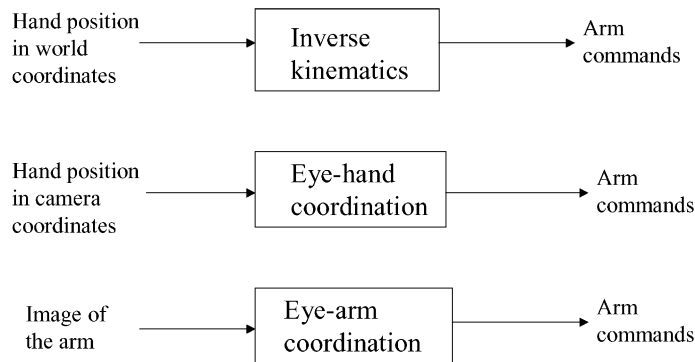 Hand position
in world
coordinates
Inverse
kinematics
Arm
commands
Hand position
in camera
coordinates
Eye-hand
coordination
Arm
commands
Image of
the arm
Eye-arm
coordination
Arm
commands